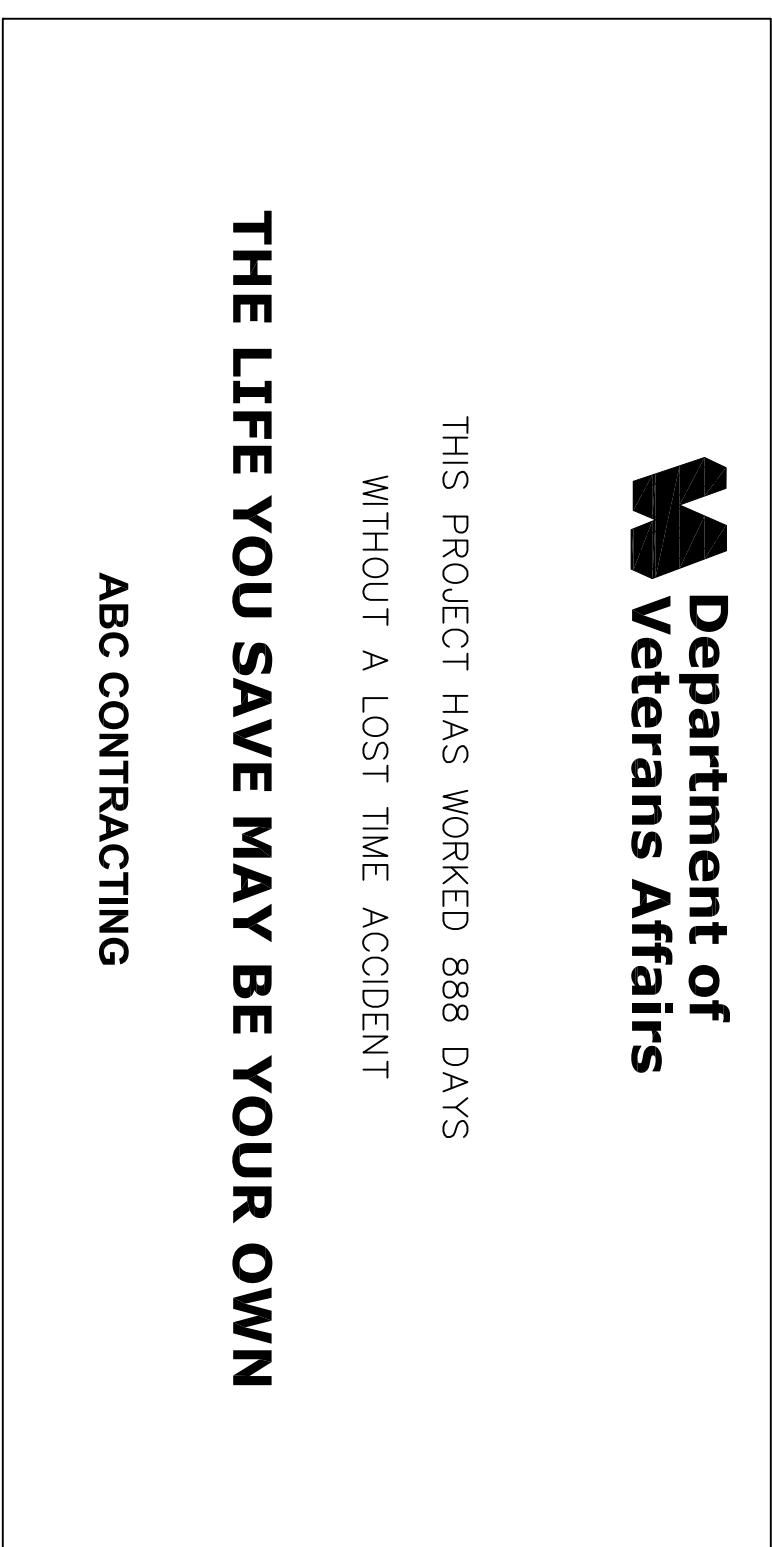 Department of
Veterans Affairs
THIS PROJECT HAS WORKED 888 DAYS
WITHOUT A LOST TIME ACCIDENT
THE LIFE YOU SAVE MAY BE YOUR OWN
ABC CONTRACTING